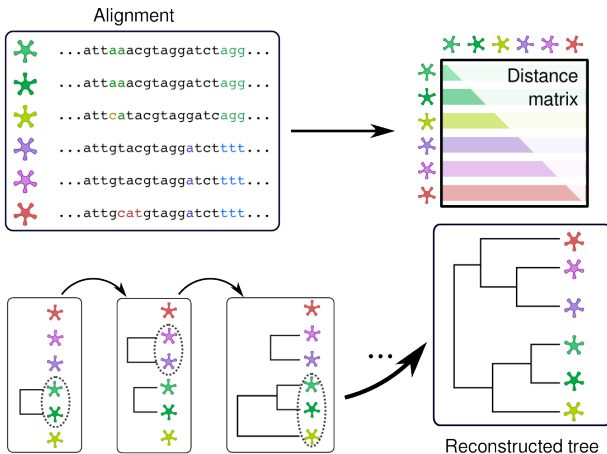 Alignment
...attaaacgtaggatctagg...
...attaaacgtaggatctagg...
...attcatacgtaggatcagg...
...attgtacgtaggatctttt...
...attgtacgtaggatctttt...
...attgcatgtaggatctttt...
Distance
matrix
...
Reconstructed tree